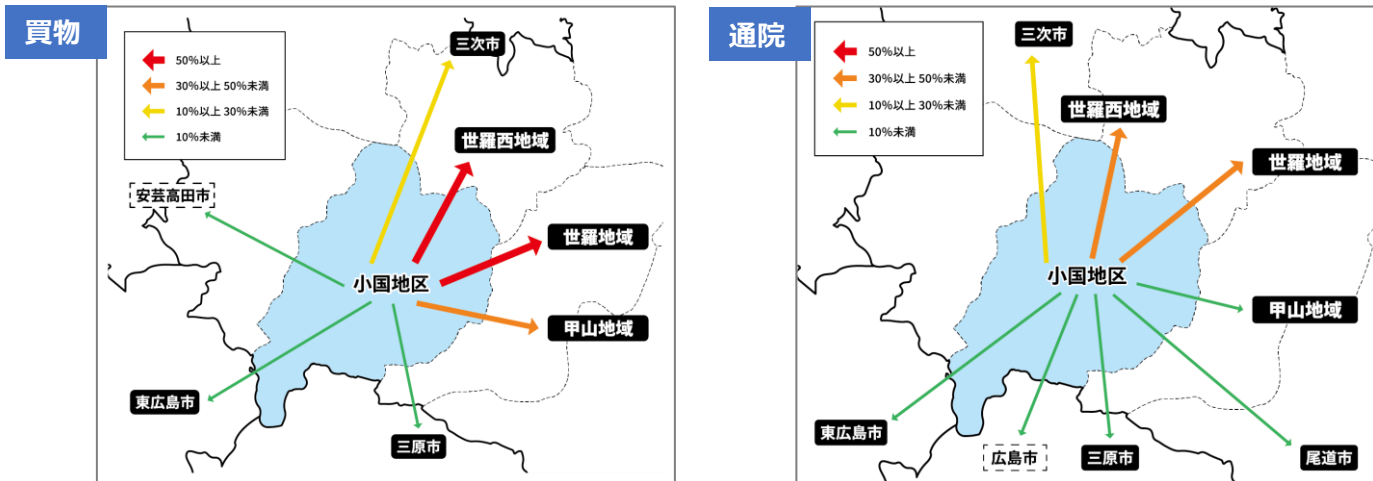 買物
50%以上
30%以上 50%未満
10%以上 30%未満
10%未満
三次市
世羅西地域
安芸高田市
世羅地域
小国地区
甲山地域
東広島市
三原市
通院
50%以上
30%以上 50%未満
10%以上 30%未満
10%未満
三次市
世羅西地域
世羅地域
小国地区
甲山地域
東広島市
広島市
三原市
尾道市